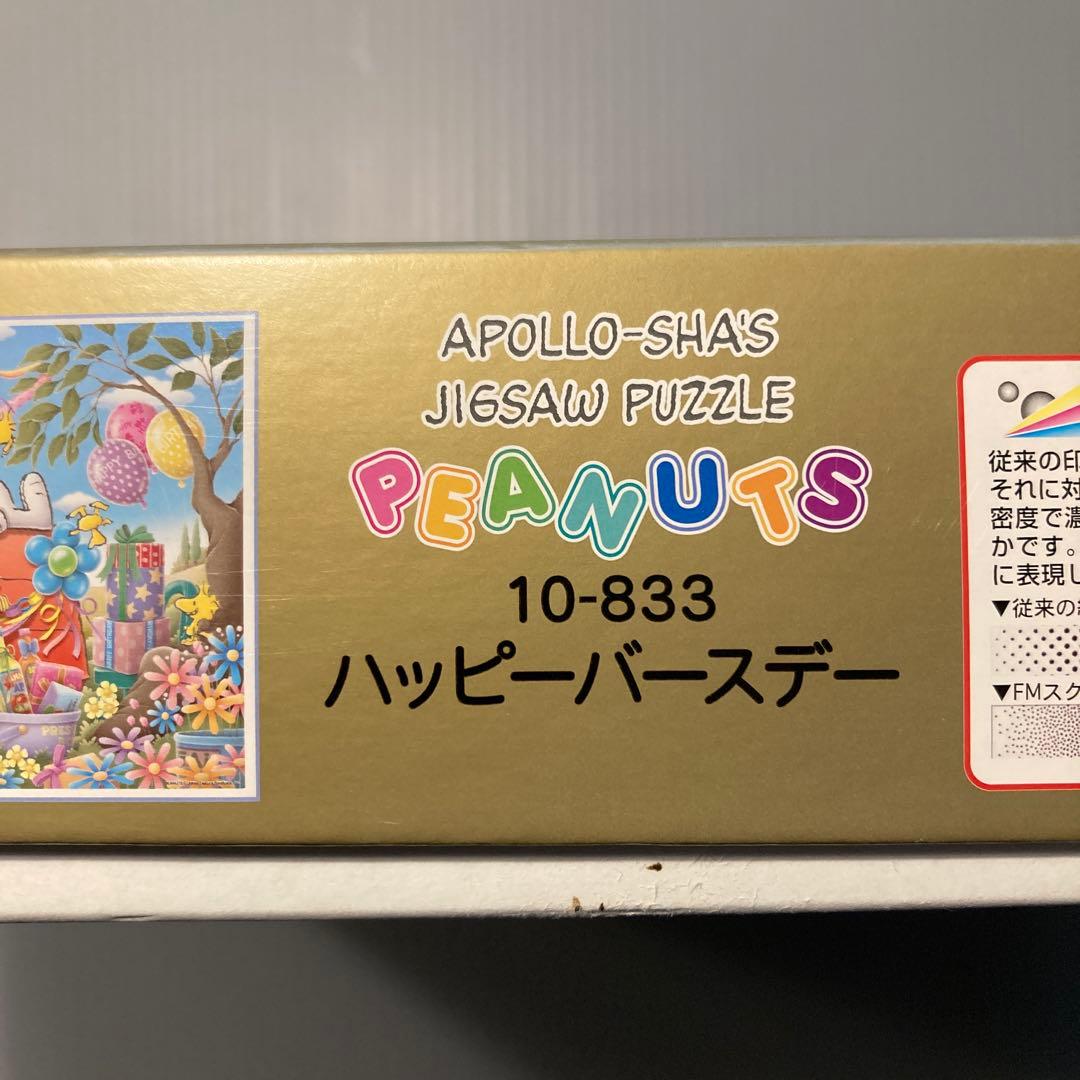 APOLLO-SHA'S
JIGSAW PUZZLE
PEANUTS
10-833
ハッピーバースデー
従来の印
それに対
密度で濃
かです。
に表現し
▼従来の
▼FMスク